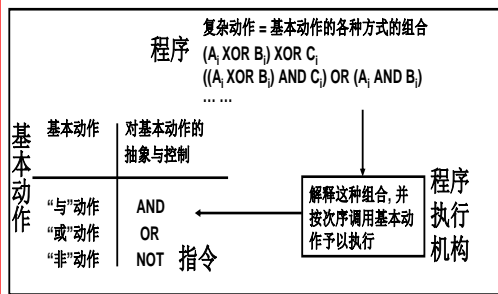 复杂动作 = 基本动作的各种方式的组合
程序
(Ai XOR Bi) XOR Ci
((Ai XOR Bi) AND Ci) OR (Ai AND Bi)
... ...
基本动作
基本动作
对基本动作的
抽象与控制
“与”动作 AND
“或”动作 OR
“非”动作 NOT
指令
解释这种组合, 并
按次序调用基本动
作予以执行
程序
执行
机构